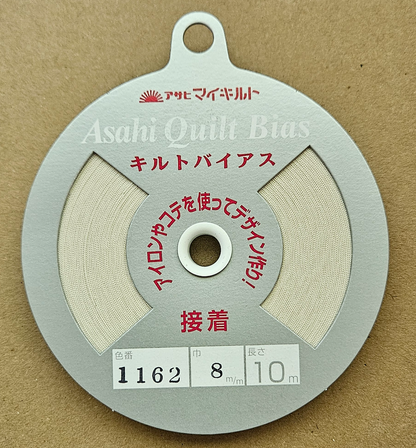 アサヒマイキルト
Asahi Quilt Bias
キルトバイアス
アイロンやコテを使ってデザイン作り!
接着
色番 巾 長さ
1162 8 m/m 10m